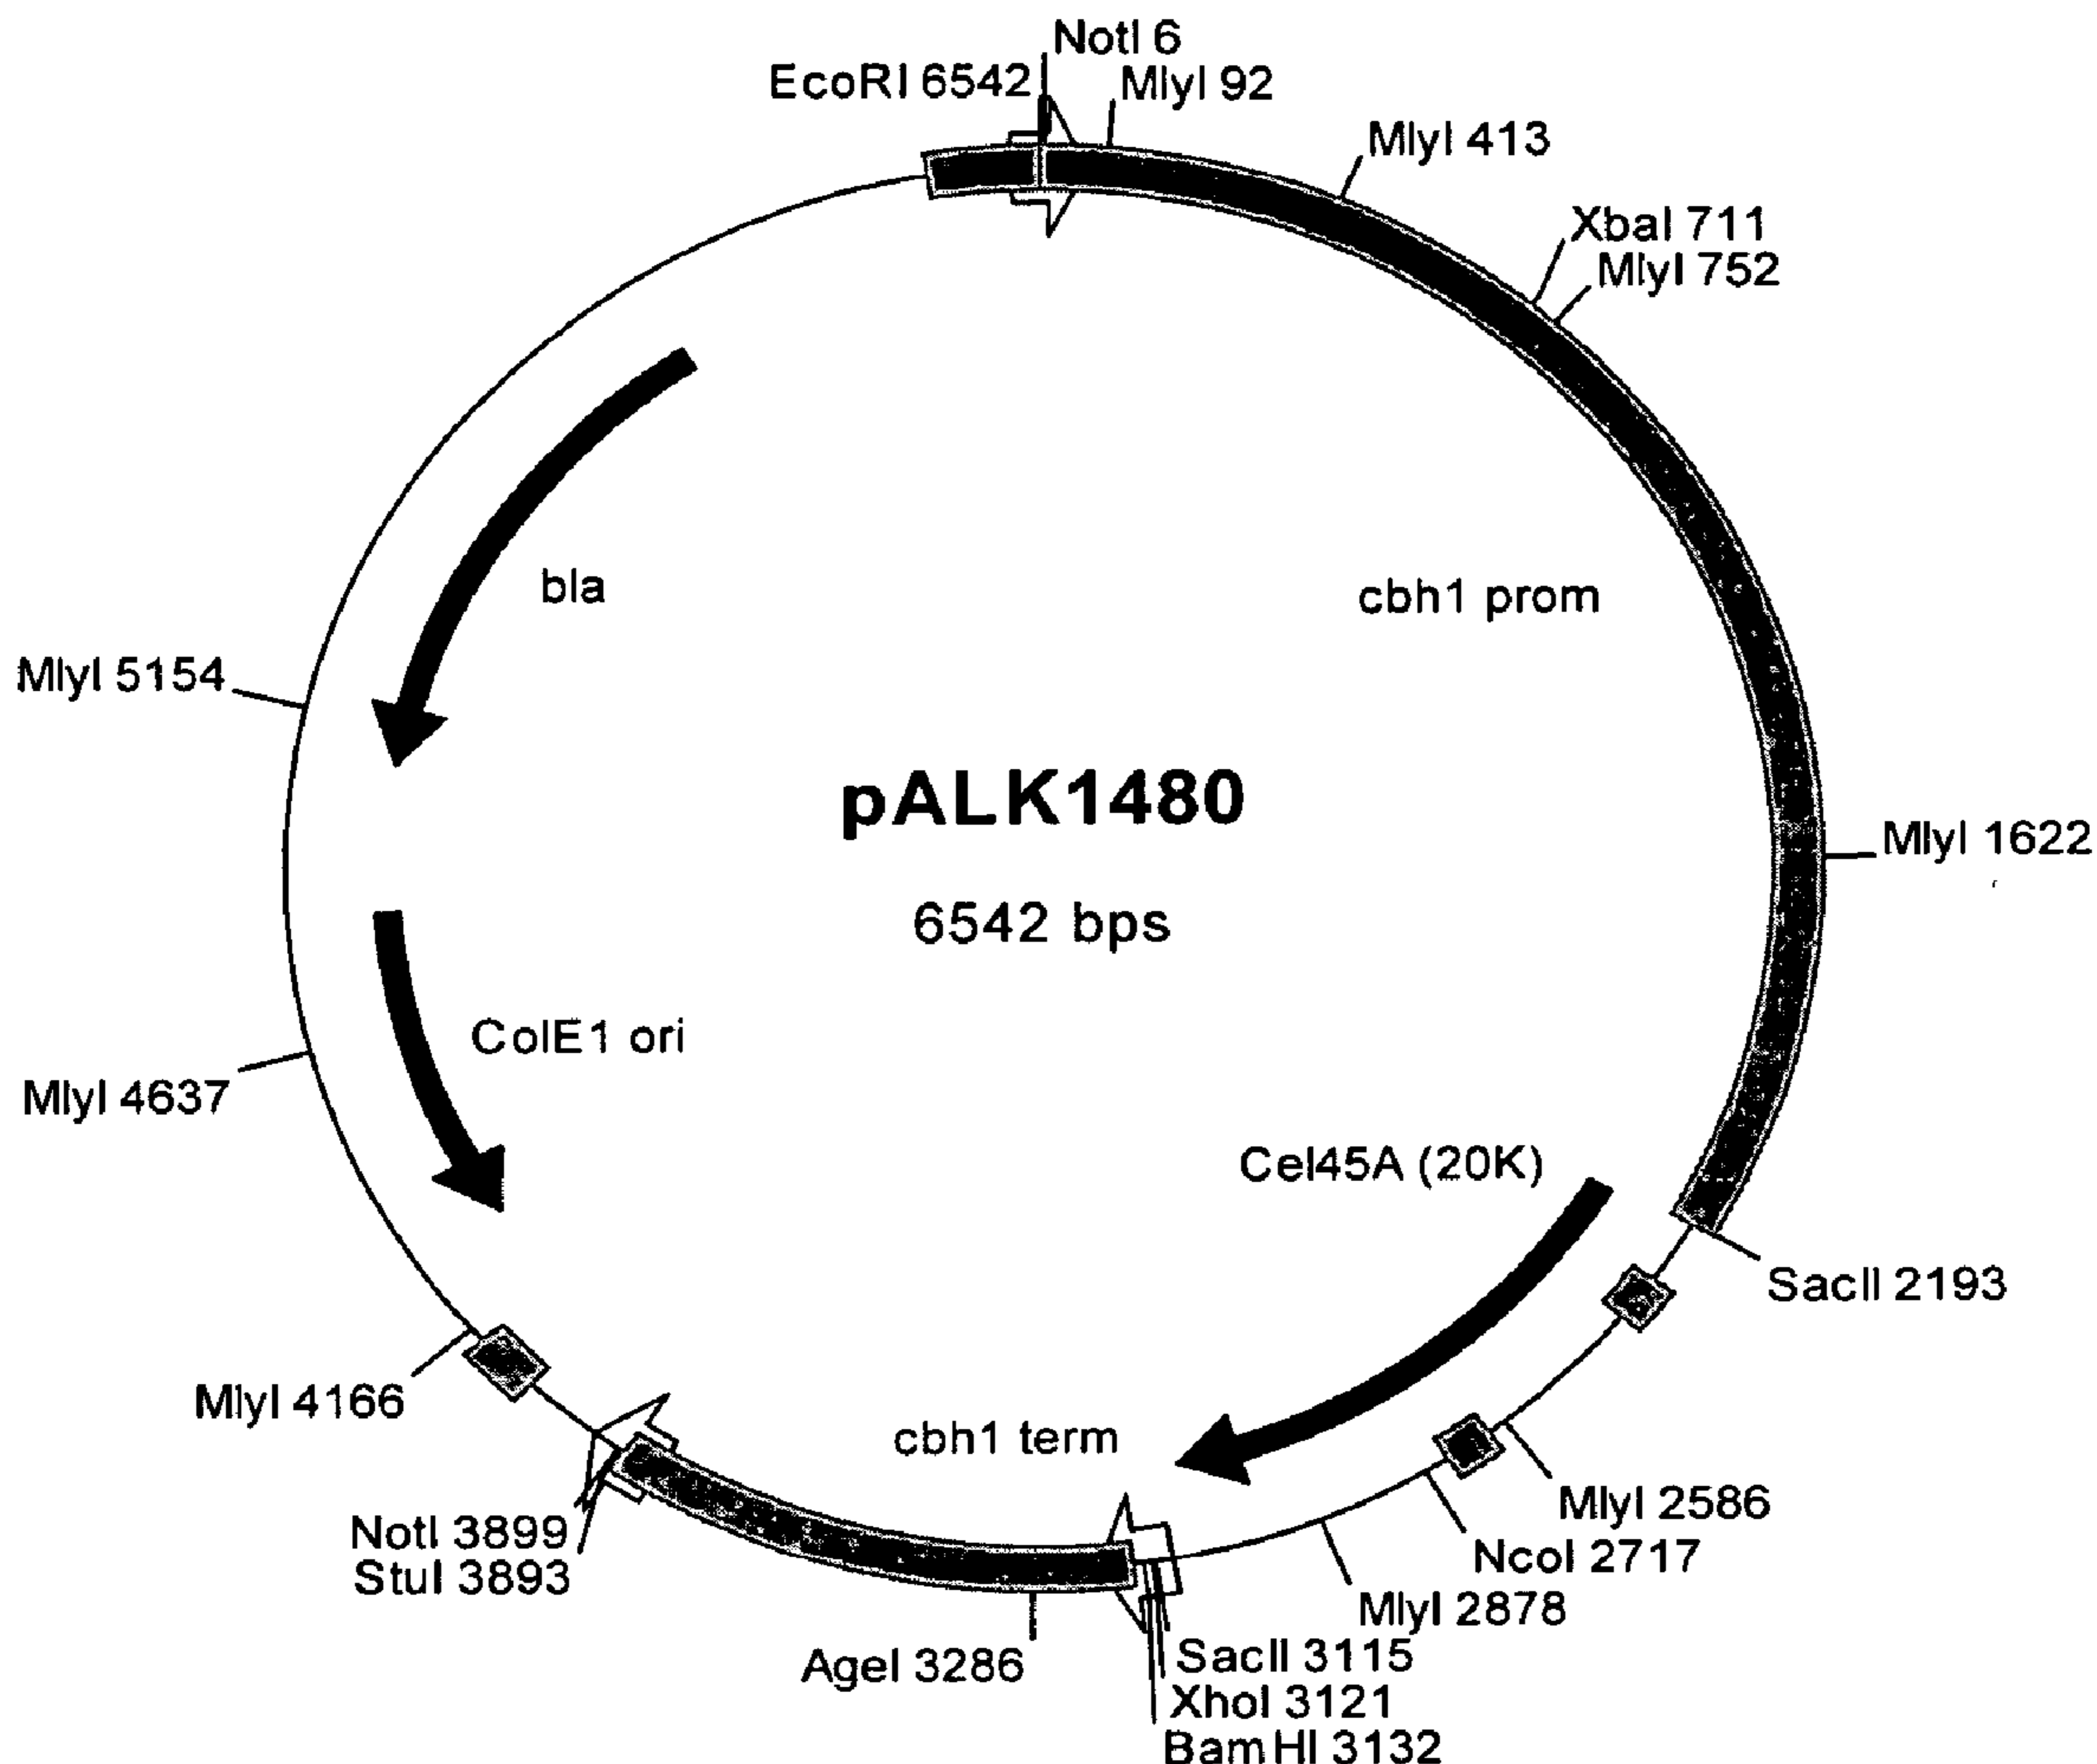 NotI 6
EcoRI 6542
MlyI 92
MlyI 413
XbaI 711
MlyI 752
bla
cbh1 prom
MlyI 5154
pALK1480
MlyI 1622
6542 bps
ColE1 ori
MlyI 4637
Cel45A (20K)
SacII 2193
MlyI 4166
cbh1 term
MlyI 2586
NotI 3899
NcoI 2717
StuI 3893
MlyI 2878
AgeI 3286
SacII 3115
XhoI 3121
BamHI 3132